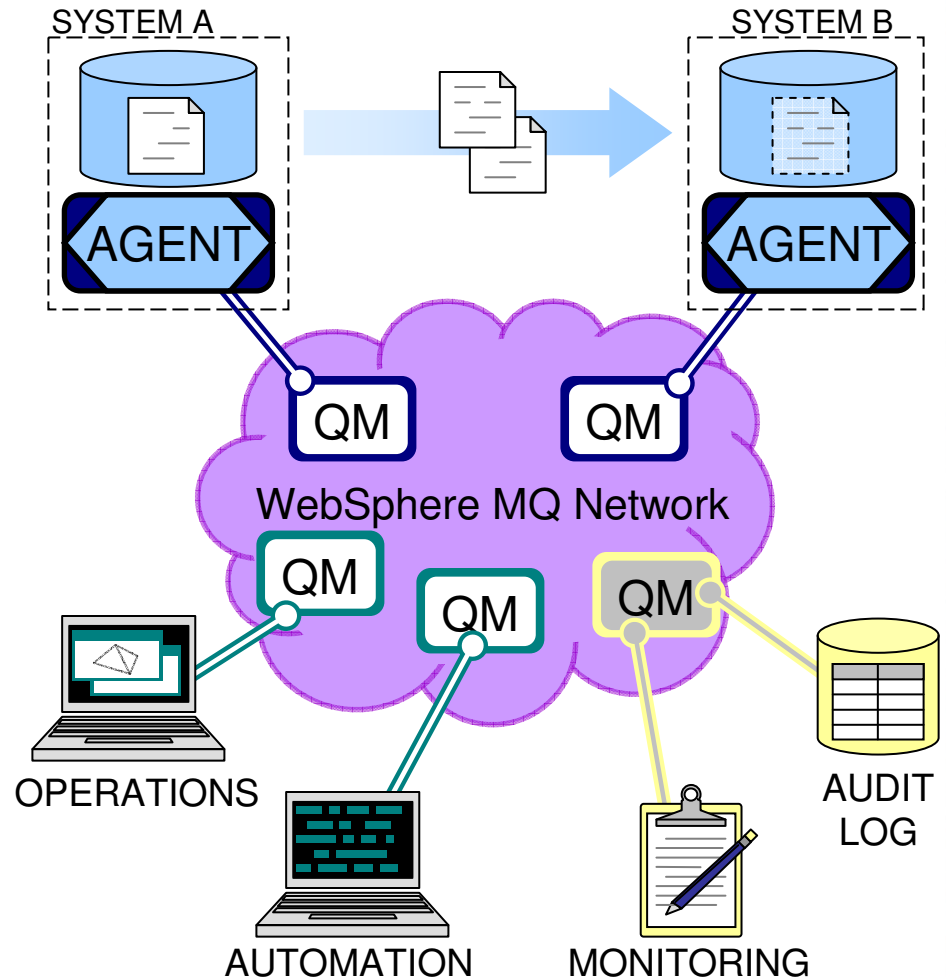 SYSTEM A
SYSTEM B
AGENT
AGENT
QM
QM
WebSphere MQ Network
QM
QM
QM
OPERATIONS
AUTOMATION
MONITORING
AUDIT
LOG